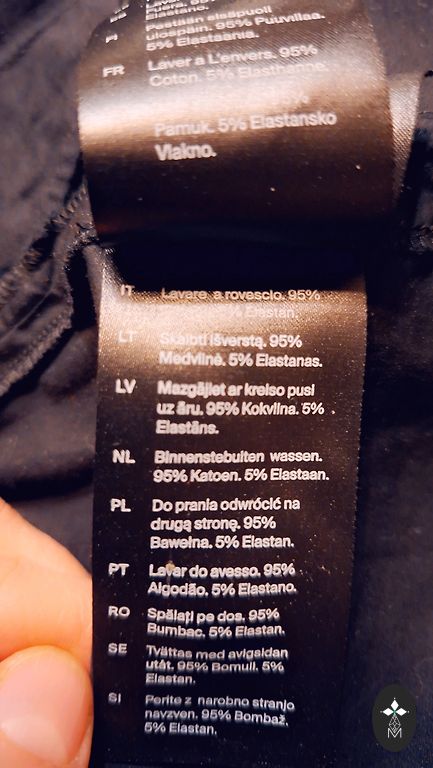 Elastano.
FI Pestään sisäpuoli
ulospäin. 95% Puuvillaa.
5% Elastaania.
FR Laver a L'envers. 95%
Coton. 5% Elasthanne.
Pamuk. 5% Elastansko
Vlakno.
IT Lavare a rovescio. 95%
Elastan.
LT Skalbti išverstą. 95%
Medvilnė. 5% Elastanas.
LV Mazgājiet ar kreiso pusi
uz āru. 95% Kokvilna. 5%
Elastāns.
NL Binnenstebuiten wassen.
95% Katoen. 5% Elastaan.
PL Do prania odwrócić na
drugą stronę. 95%
Bawełna. 5% Elastan.
PT Lavar do avesso. 95%
Algodão. 5% Elastano.
RO Spălați pe dos. 95%
Bumbac. 5% Elastan.
SE Tvättas med avigsidan
utåt. 95% Bomull. 5%
Elastan.
SI Perite z narobno stranjo
navzven. 95% Bombaž.
5% Elastan.